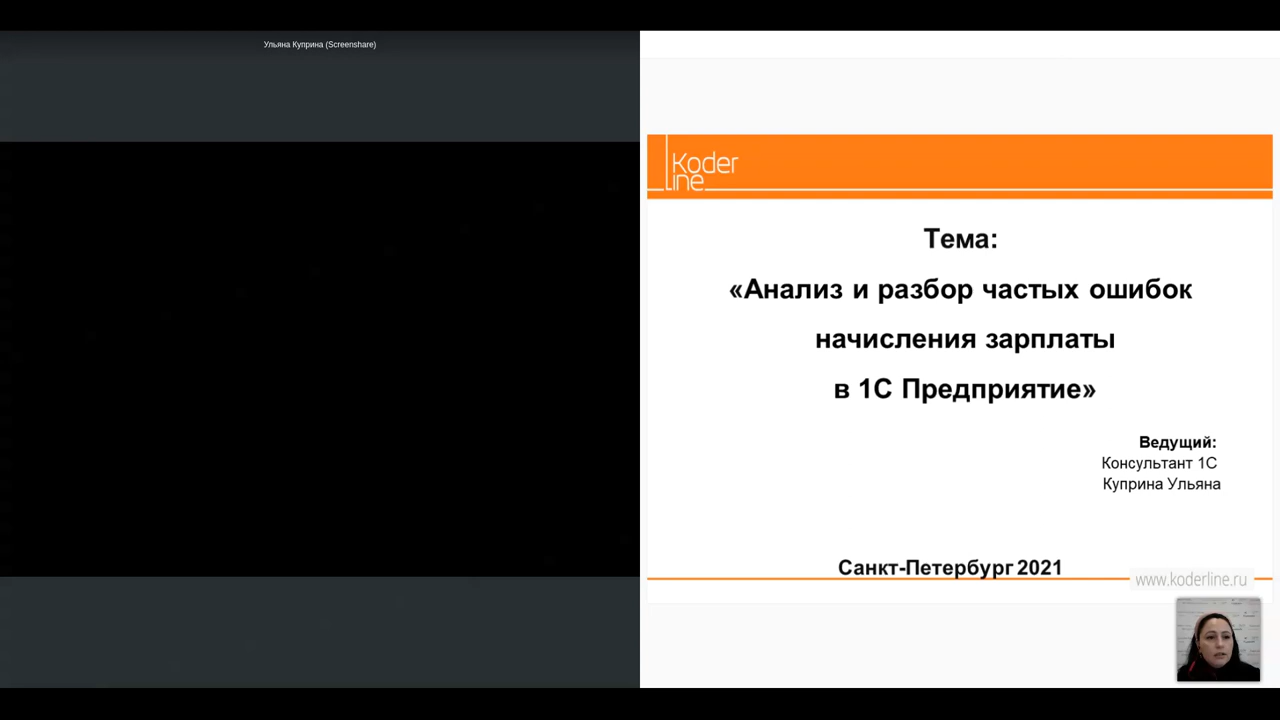 Ульяна Куприна (Screenshare)
Koder
line
Тема:
«Анализ и разбор частых ошибок
начисления зарплаты
в 1С Предприятие»
Ведущий:
Консультант 1С
Куприна Ульяна
Санкт-Петербург 2021
www.koderline.ru